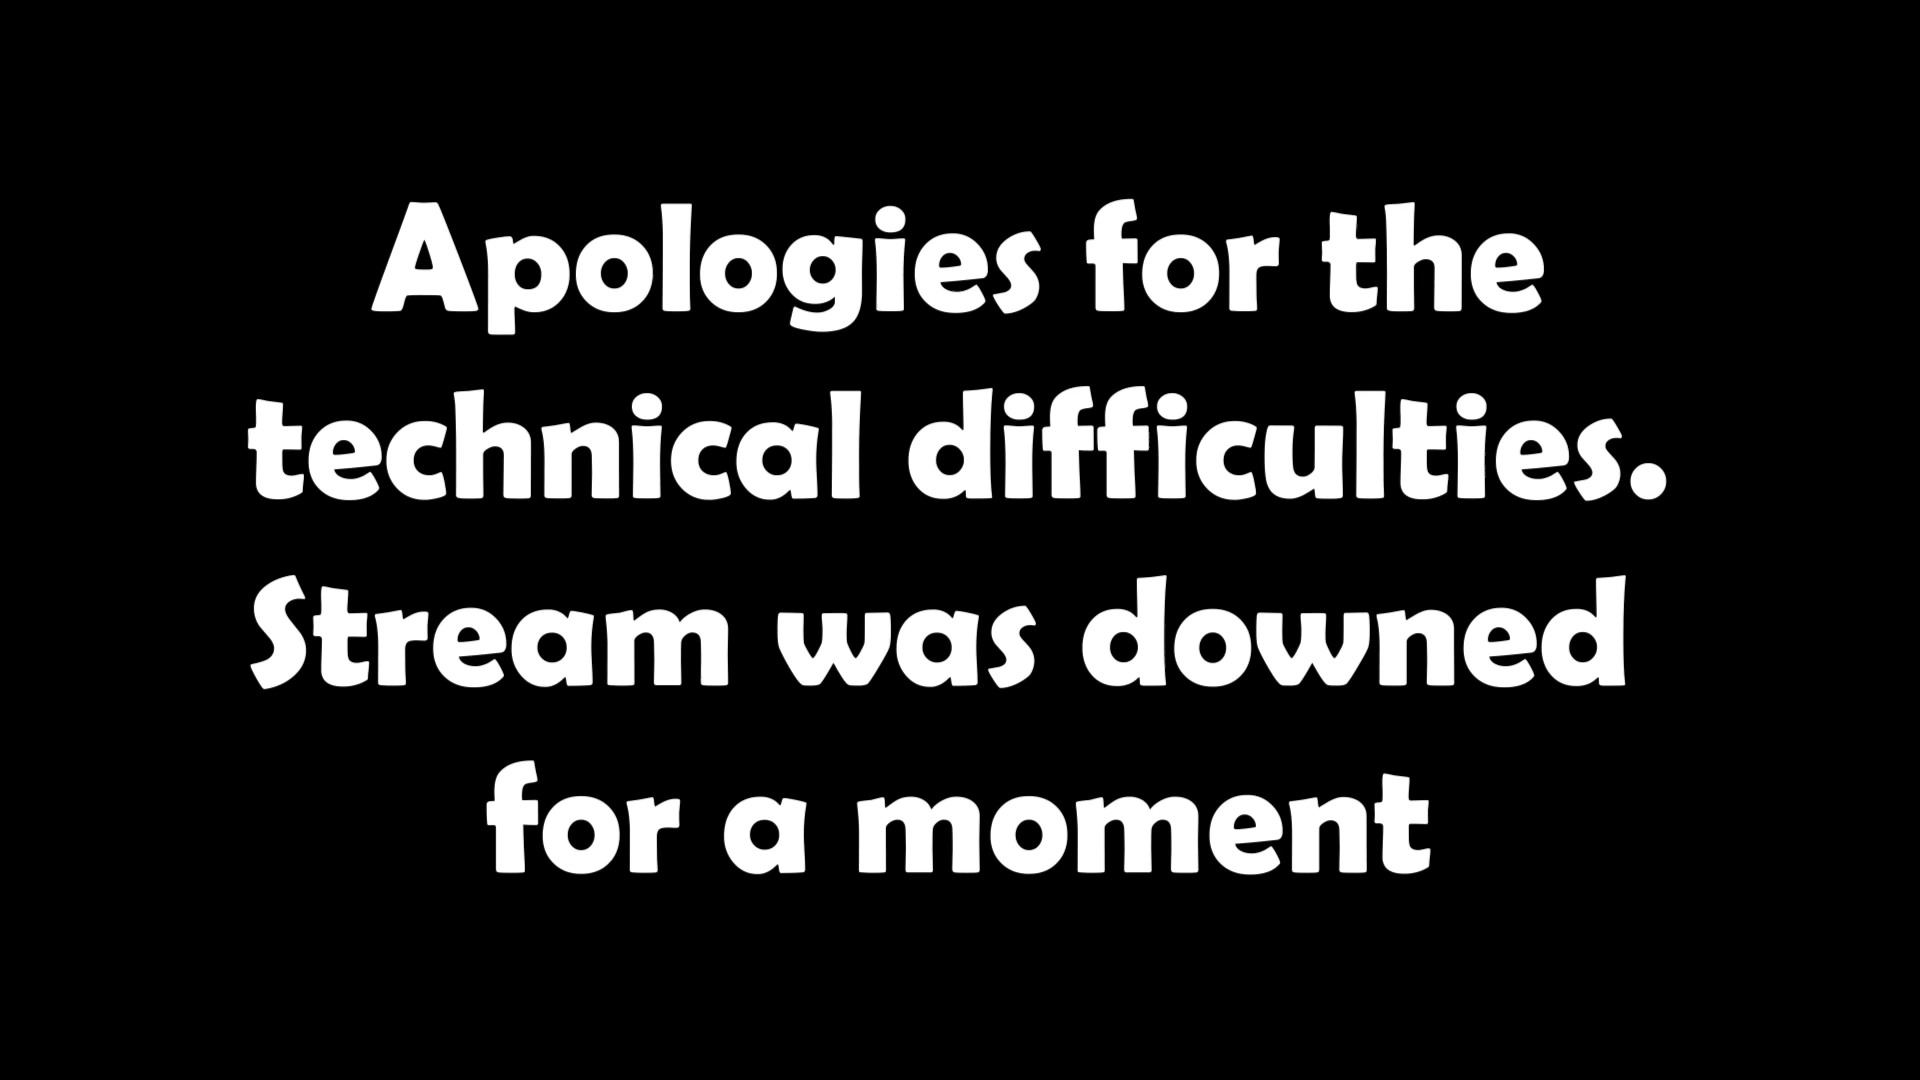 Apologies for the
technical difficulties.
Stream was downed
for a moment